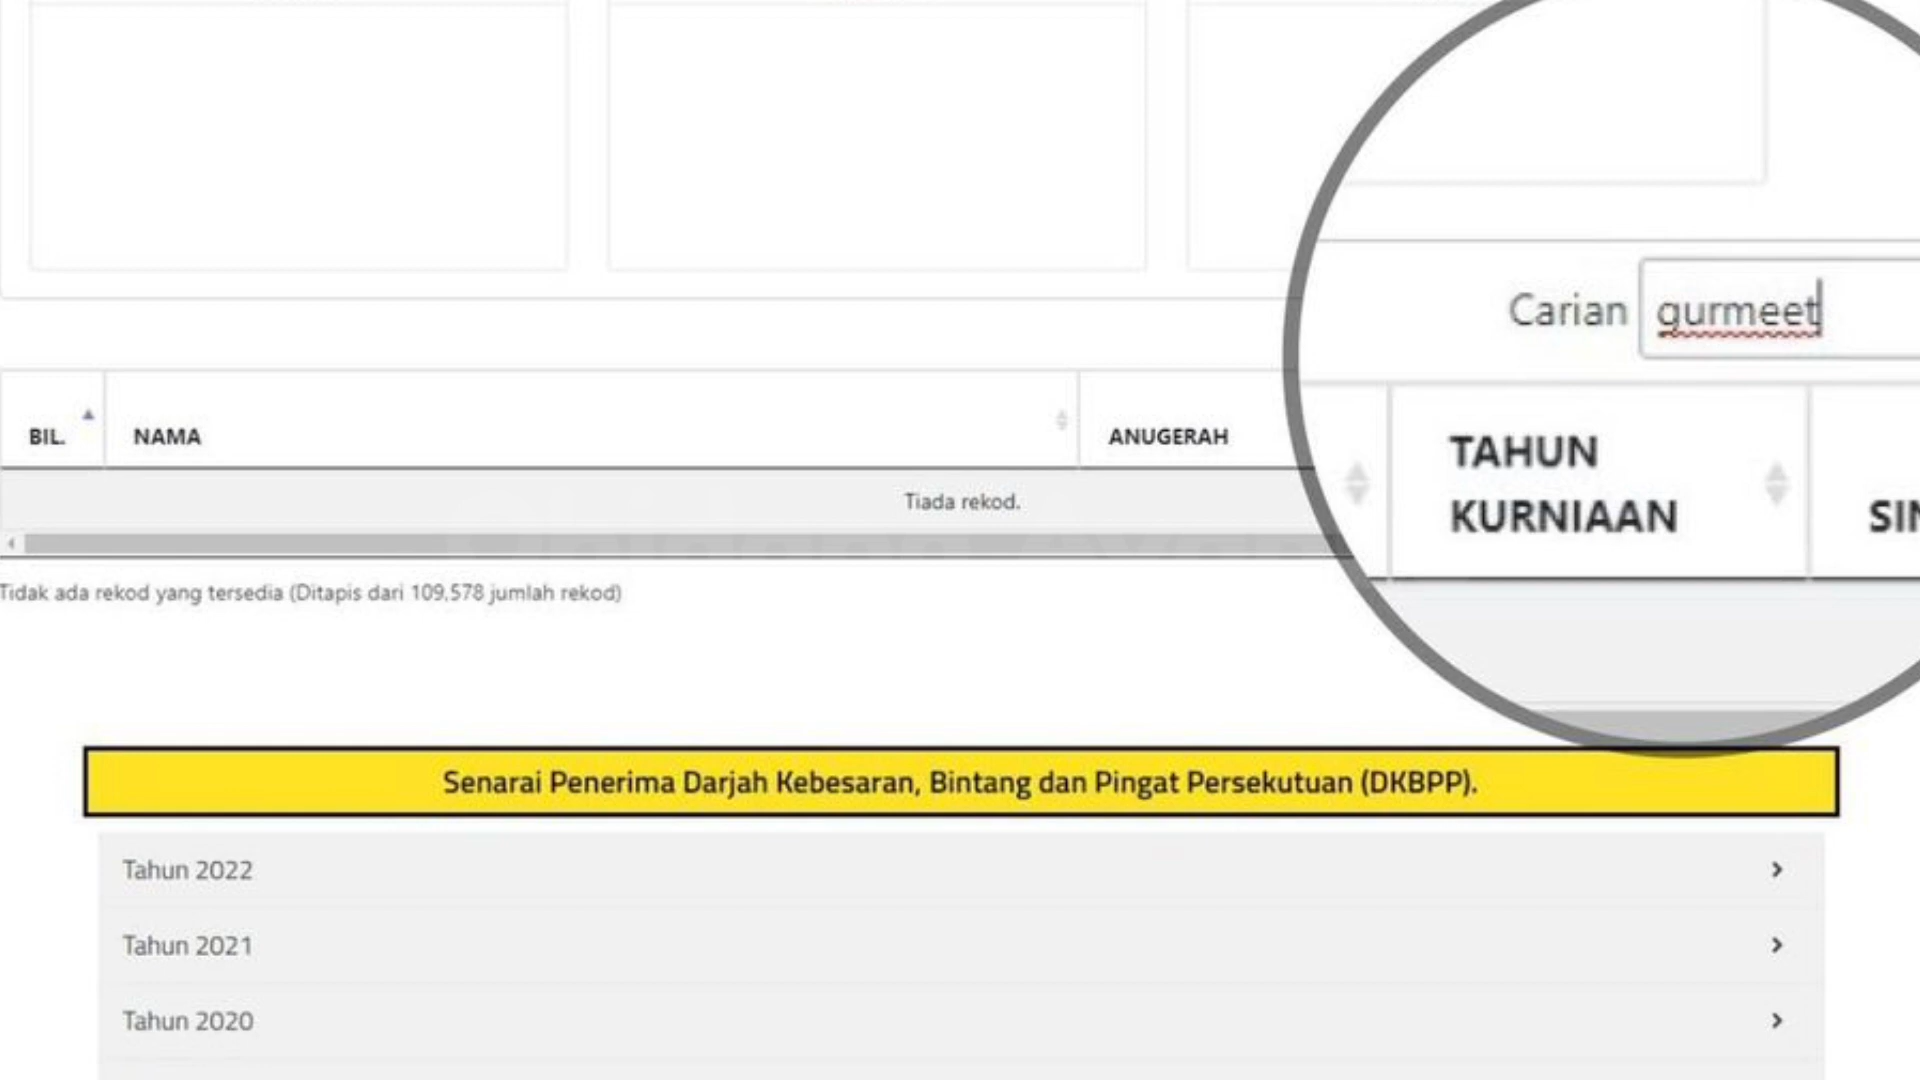 Carian gurmeet
BIL. NAMA ANUGERAH
TAHUN
KURNIAAN
Tiada rekod.
Tidak ada rekod yang tersedia (Ditapis dari 109,578 jumlah rekod)
Senarai Penerima Darjah Kebesaran, Bintang dan Pingat Persekutuan (DKBPP).
Tahun 2022
Tahun 2021
Tahun 2020